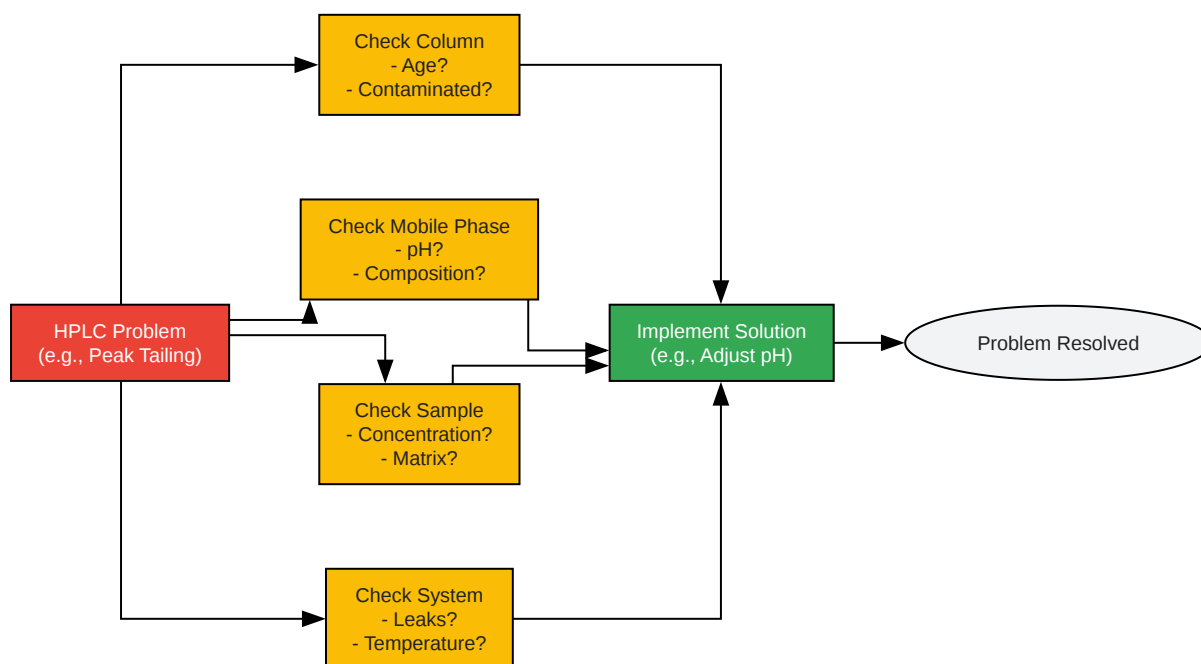 Check Column
- Age?
- Contaminated?
Check Mobile Phase
- pH?
- Composition?
HPLC Problem
(e.g., Peak Tailing)
Implement Solution
(e.g., Adjust pH)
Problem Resolved
Check Sample
- Concentration?
- Matrix?
Check System
- Leaks?
- Temperature?